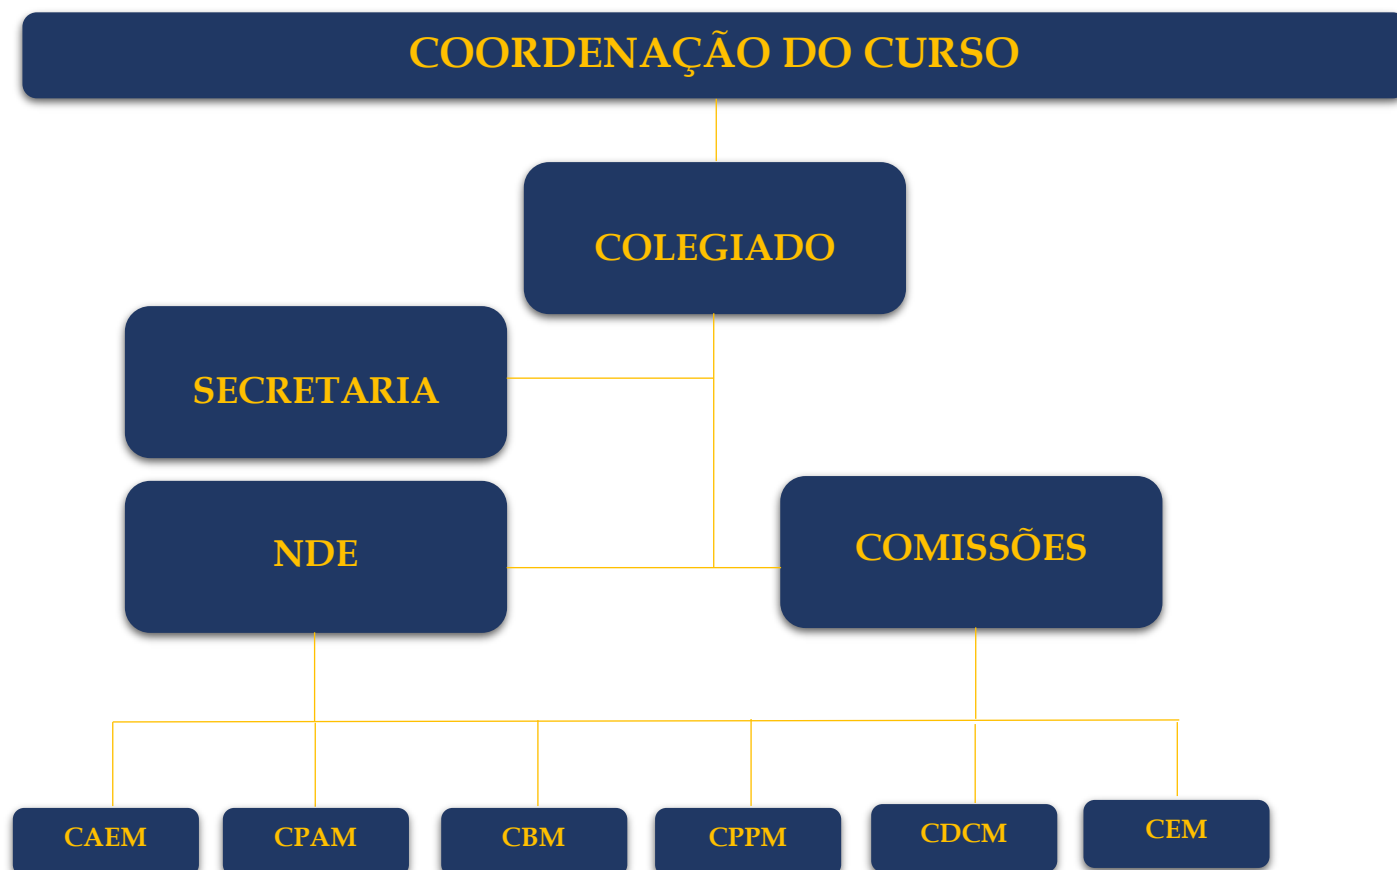 COORDENAÇÃO DO CURSO
COLEGIADO
SECRETARIA
NDE
COMISSÕES
CAEM
CPAM
CBM
CPPM
CDCM
CEM